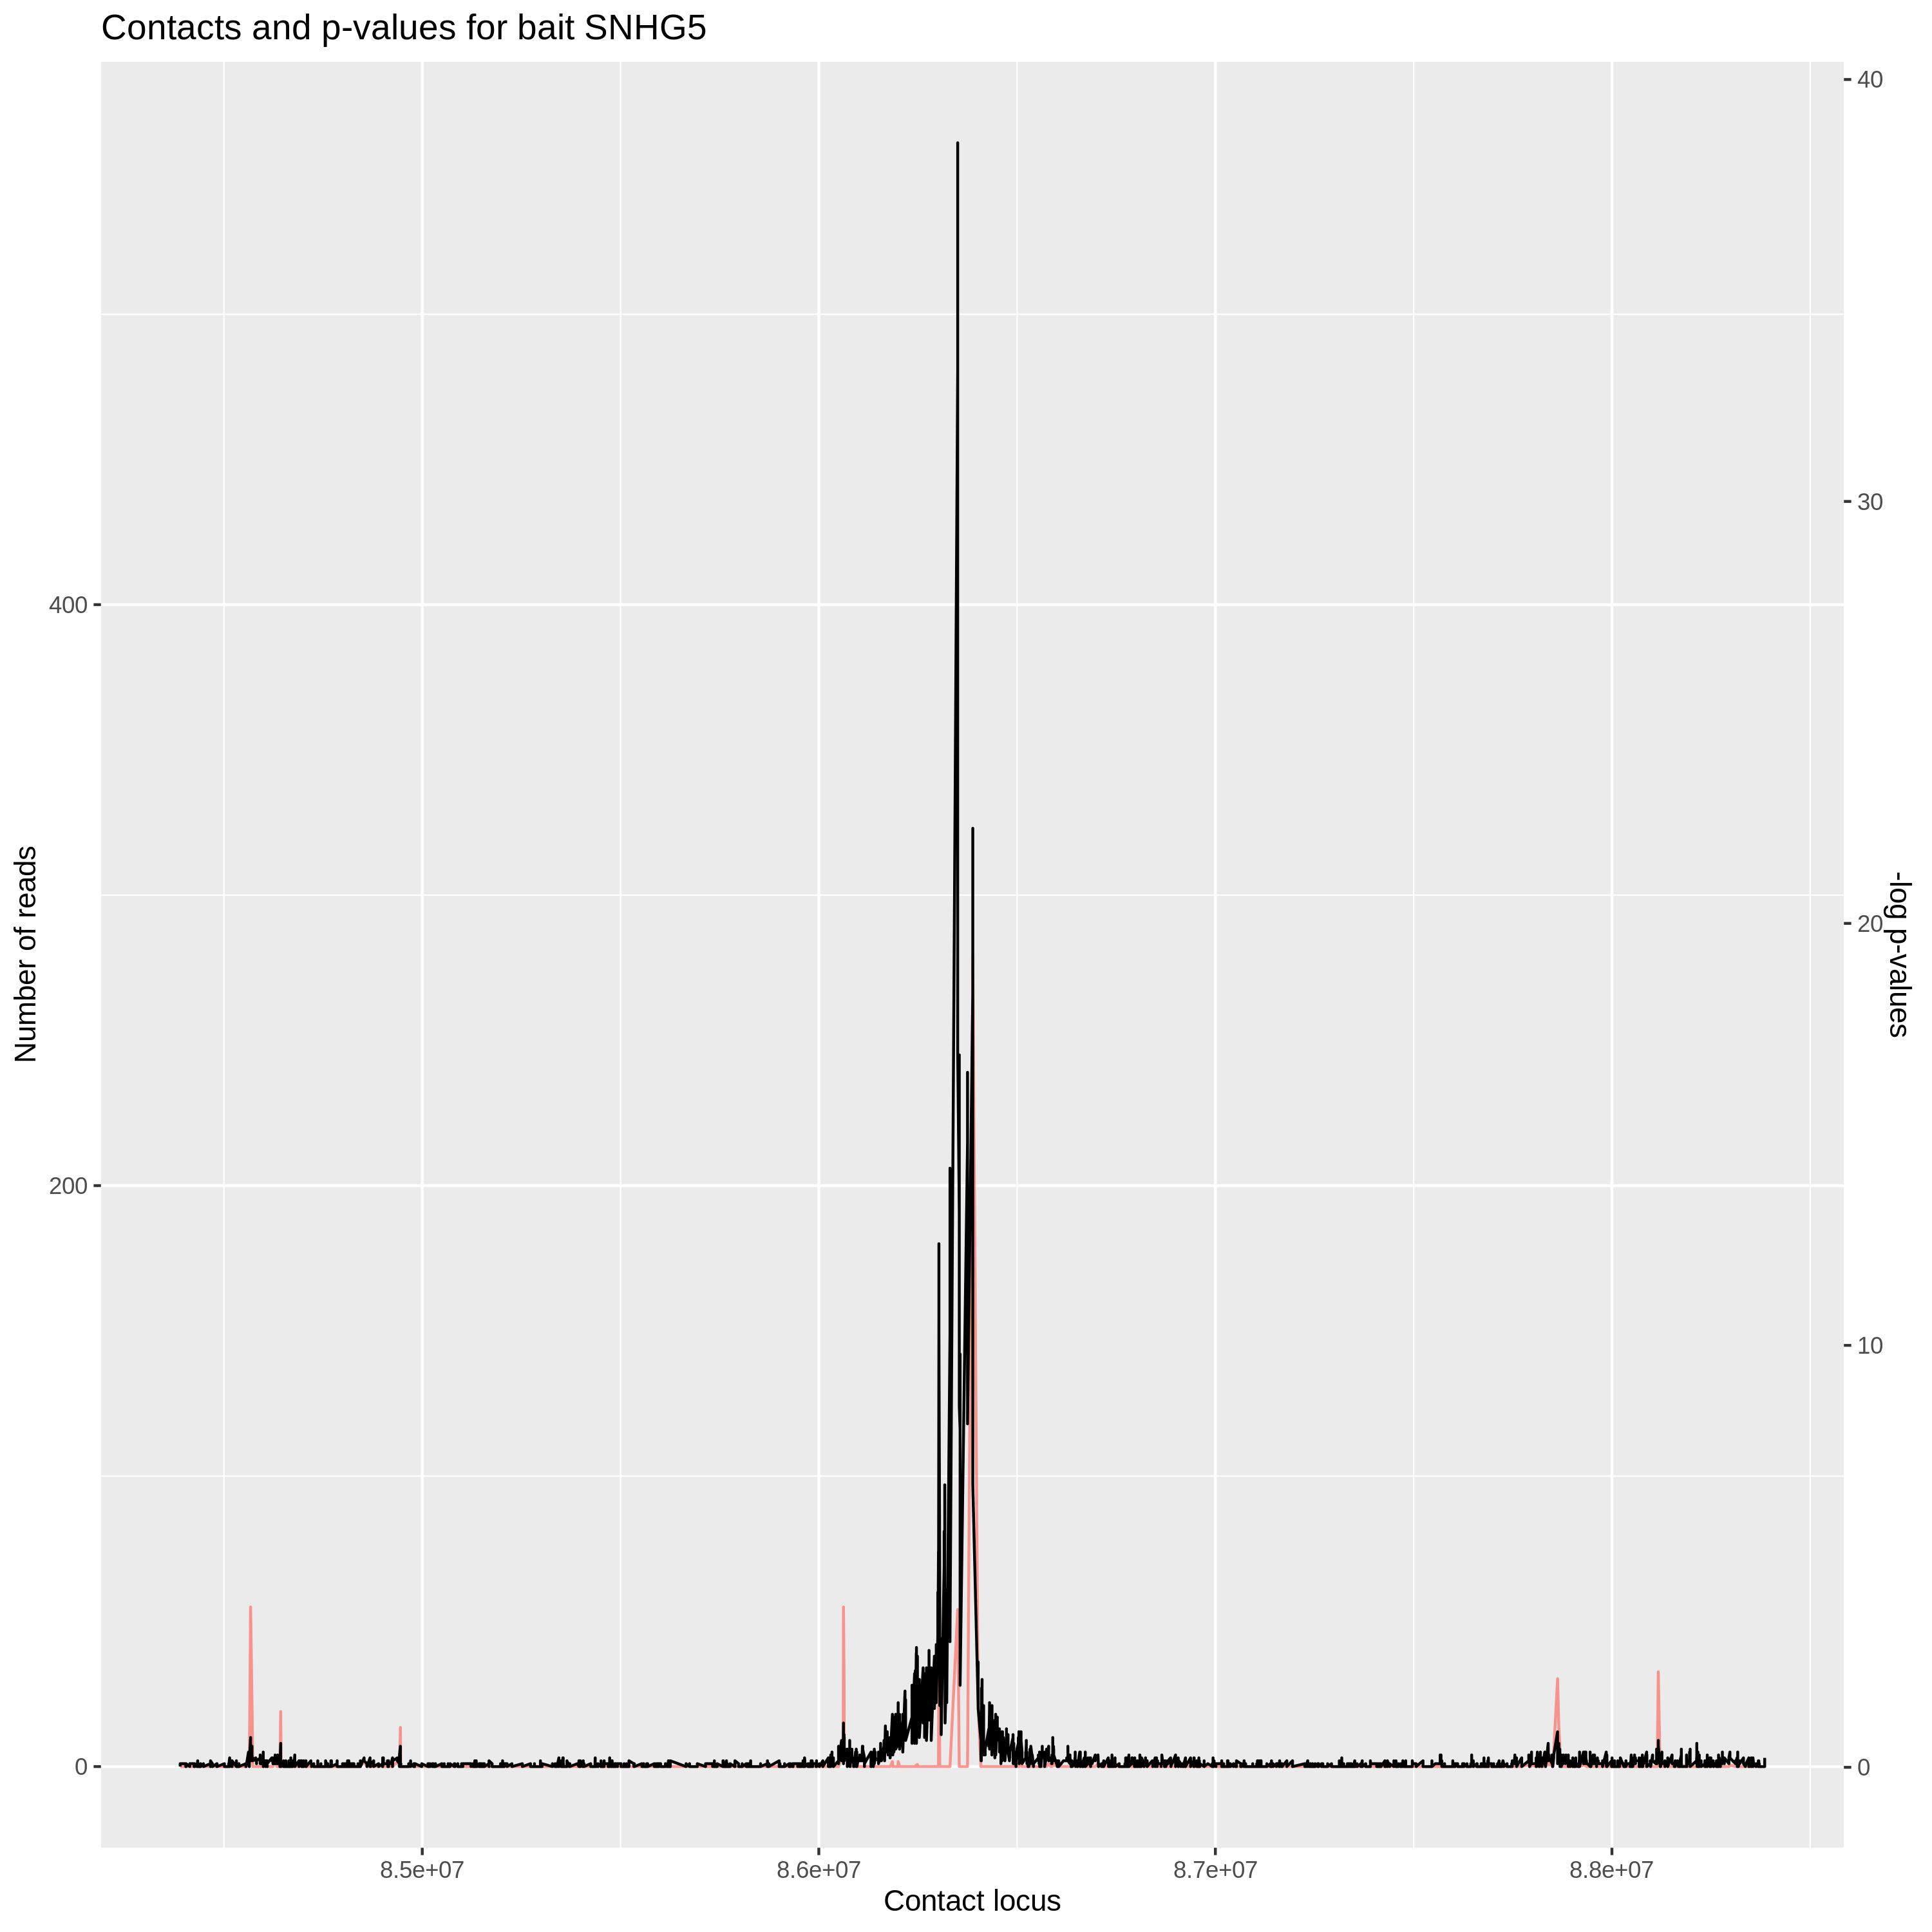 Contacts and p-values for bait SNHG5
Number of reads
400
200
0
40
30
20
10
0
-log p-values
8.5e+07
8.6e+07
8.7e+07
8.8e+07
Contact locus